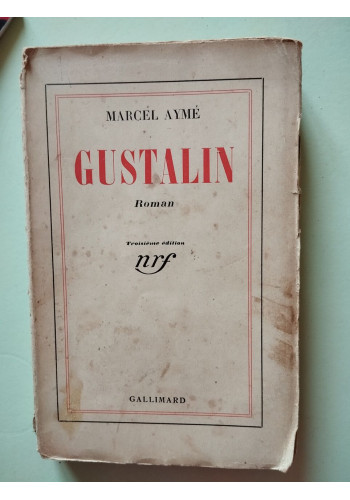 MARCEL AYMÉ
GUSTALIN
Roman
Troisième édition
nrf
GALLIMARD